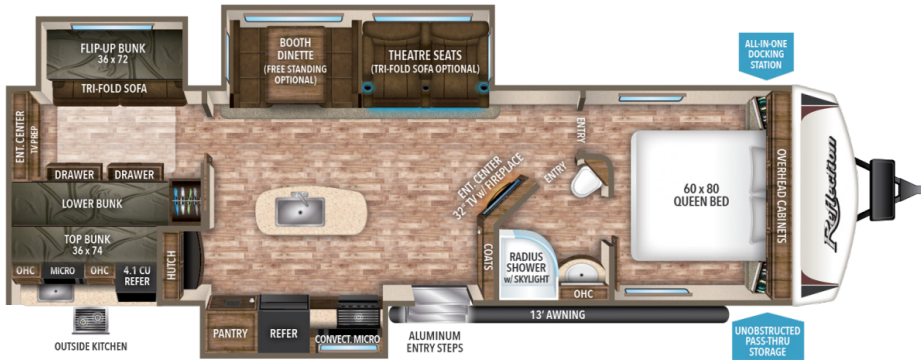 FLIP-UP BUNK
36 x 72
TRI-FOLD SOFA
BOOTH
DINETTE
(FREE STANDING
OPTIONAL)
THEATRE SEATS
(TRI-FOLD SOFA OPTIONAL)
ALL-IN-ONE
DOCKING
STATION
ENT. CENTER
TV PREP
DRAWER
DRAWER
LOWER BUNK
TOP BUNK
36 x 74
OHC
MICRO
OHC
4.1 CU
REFER
HUTCH
OUTSIDE KITCHEN
PANTRY
REFER
CONVECT. MICRO
ENT. CENTER
32" TV w/ FIREPLACE
COATS
ENTRY
ENTRY
RADIUS
SHOWER
w/ SKYLIGHT
OHC
60 x 80
QUEEN BED
OVERHEAD CABINETS
Reflection
13' AWNING
ALUMINUM
ENTRY STEPS
UNOBSTRUCTED
PASS-THRU
STORAGE